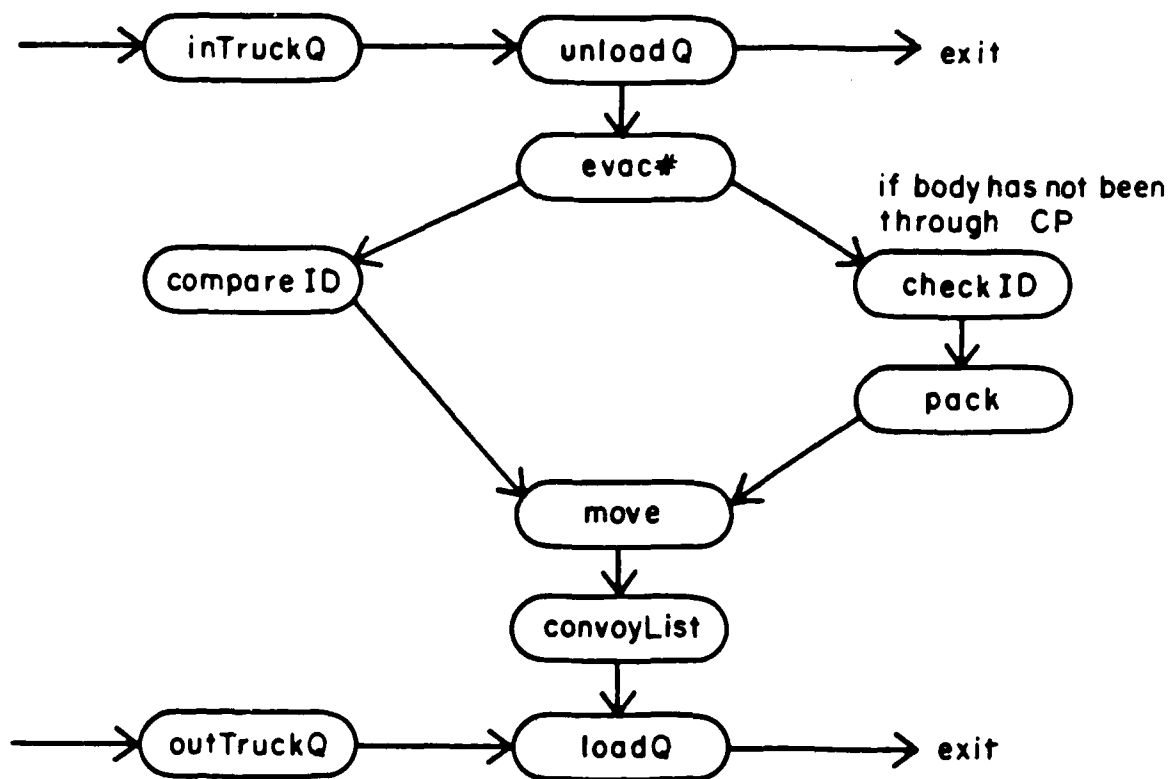 inTruckQ
unloadQ
exit
evac#
if body has not been
through CP
compare ID
check ID
pack
move
convoyList
outTruckQ
loadQ
exit